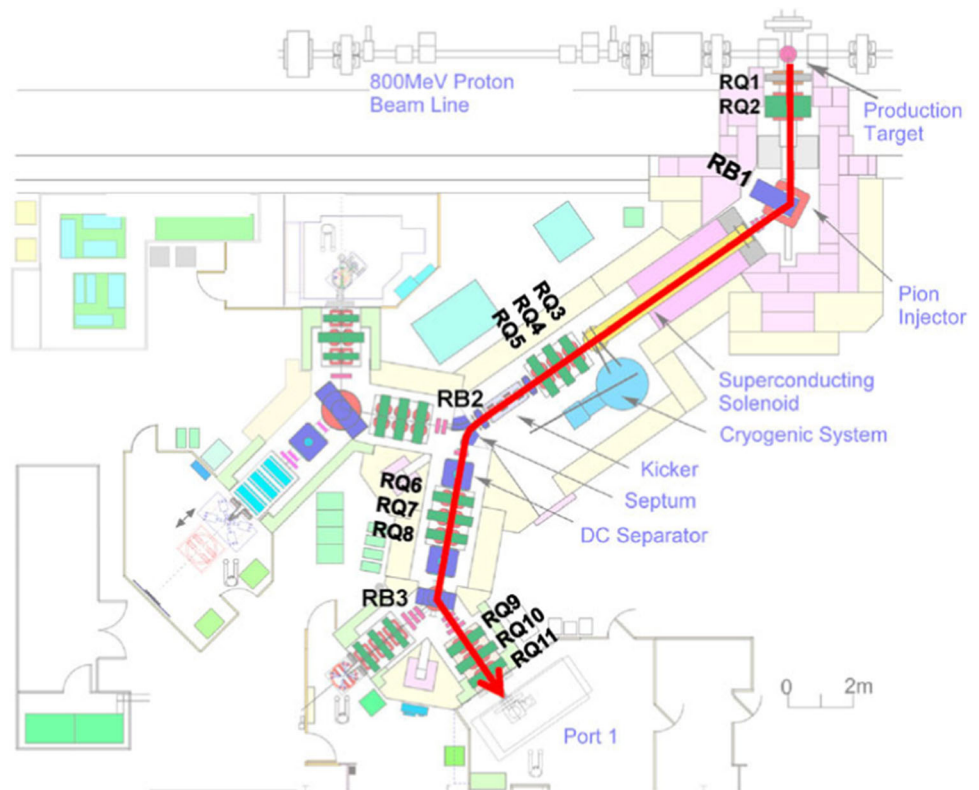 800MeV Proton
Beam Line
RQ1
RQ2
Production
Target
RB1
Pion
Injector
RQ3
RQ4
RQ5
Superconducting
Solenoid
Cryogenic System
RB2
Kicker
Septum
DC Separator
RQ6
RQ7
RQ8
RB3
RQ9
RQ10
RQ11
0 2m
Port 1